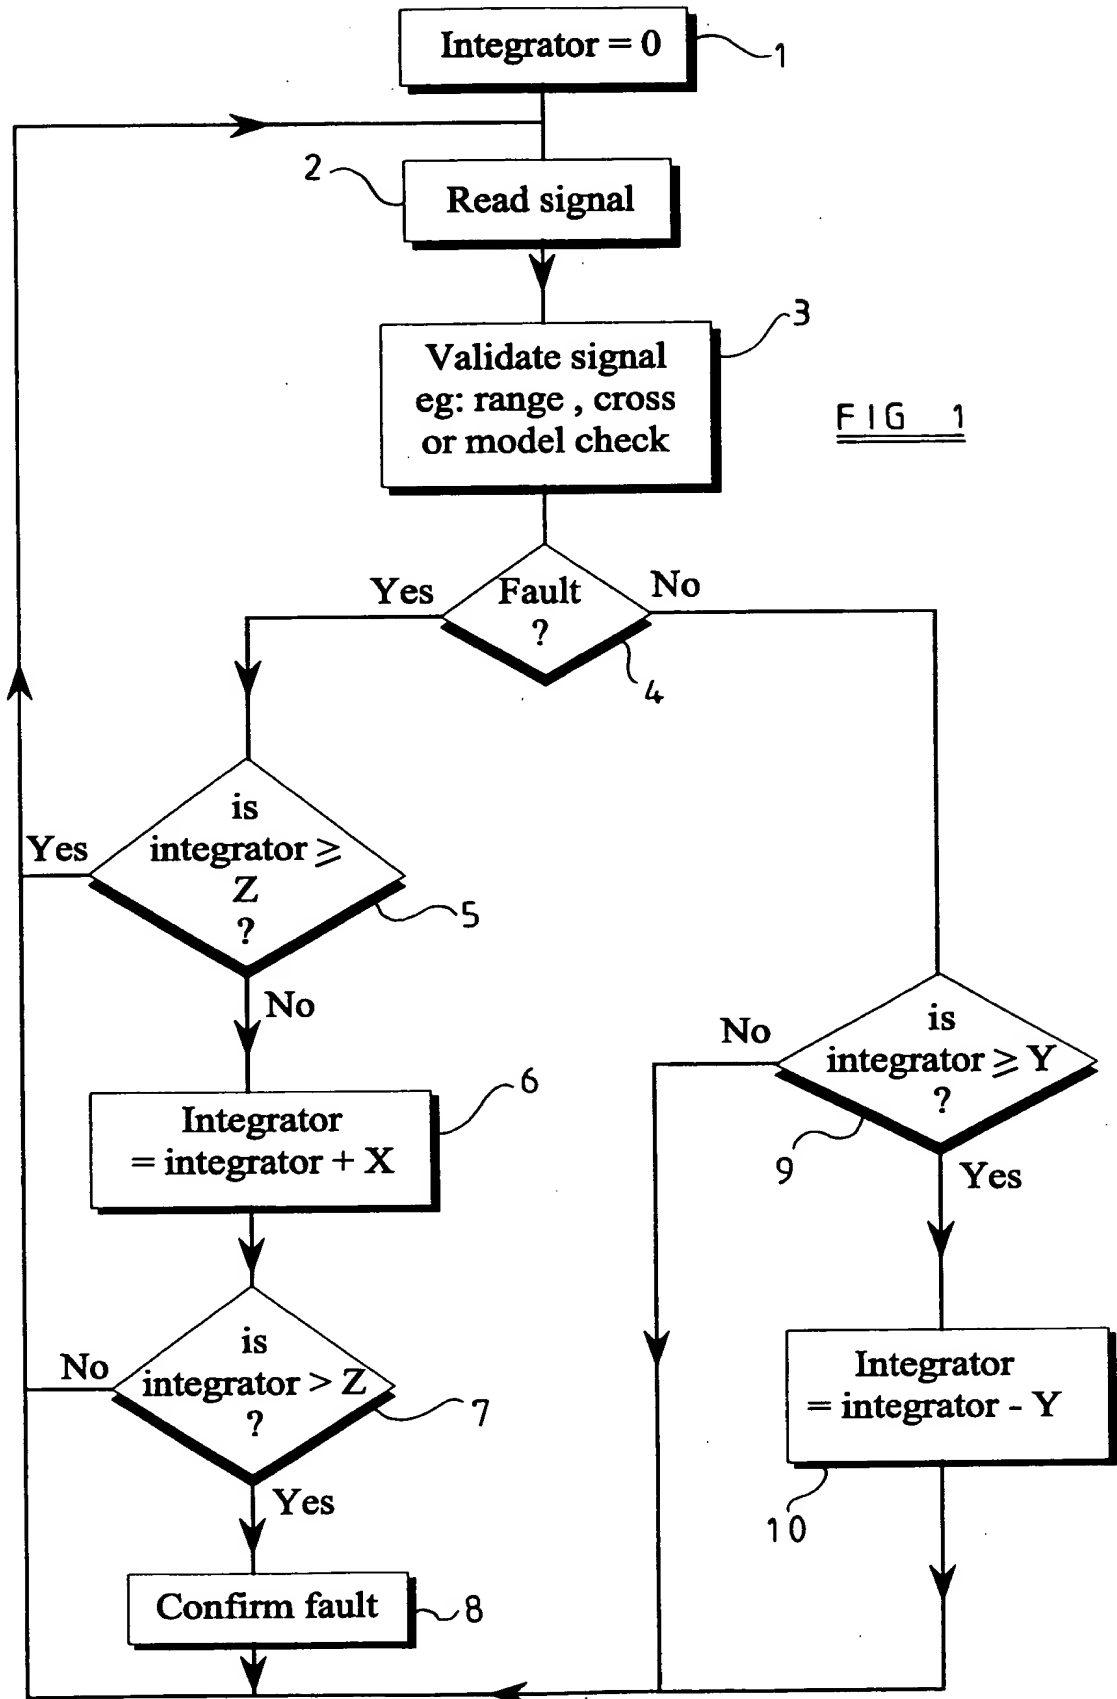 Integrator = 0
1
2
Read signal
3
Validate signal
eg: range , cross
or model check
FIG 1
Yes
Fault
?
No
4
is
integrator ≥
Z
?
Yes
5
No
6
Integrator
= integrator + X
is
integrator > Z
?
No
7
Yes
Confirm fault
8
is
integrator ≥ Y
?
No
9
Yes
Integrator
= integrator - Y
10